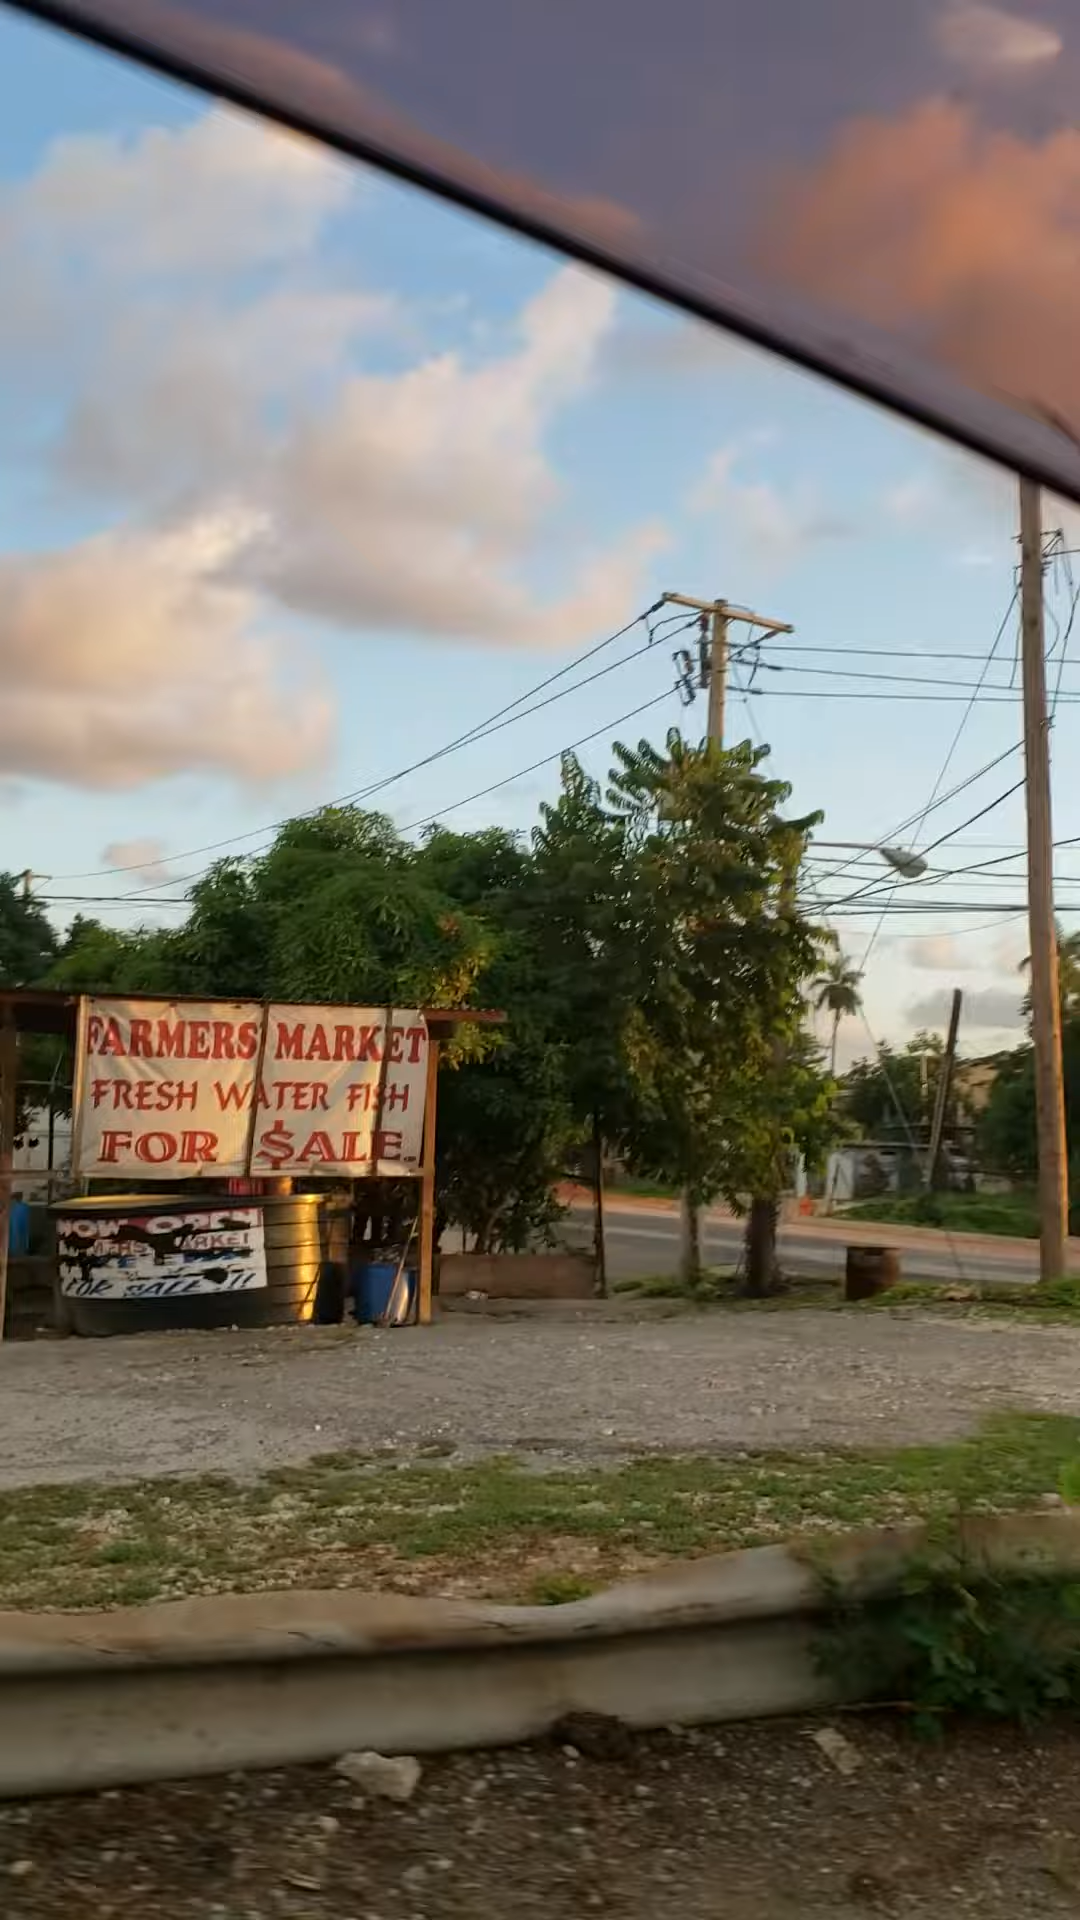 FARMERS MARKET
FRESH WATER FISH
FOR $ALE
NOW OPEN
FOR SALE !!